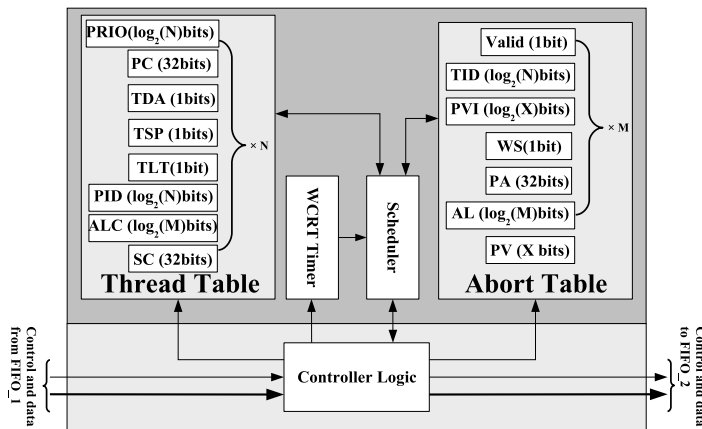 PRIO(log2(N)bits)
PC (32bits)
TDA (1bits)
TSP (1bits)
TLT(1bit)
PID (log2(N)bits)
ALC (log2(M)bits)
SC (32bits)
× N
Thread Table
WCRT Timer
Scheduler
Valid (1bit)
TID (log2(N)bits)
PVI (log2(X)bits)
WS(1bit)
PA (32bits)
AL (log2(M)bits)
PV (X bits)
× M
Abort Table
Control and data
from FIFO_1
Controller Logic
Control and data
to FIFO_2